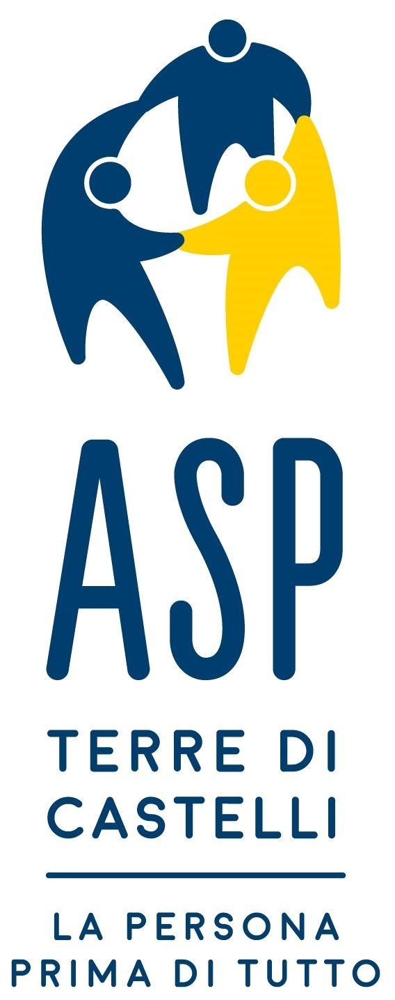 ASP
TERRE DI
CASTELLI
LA PERSONA
PRIMA DI TUTTO